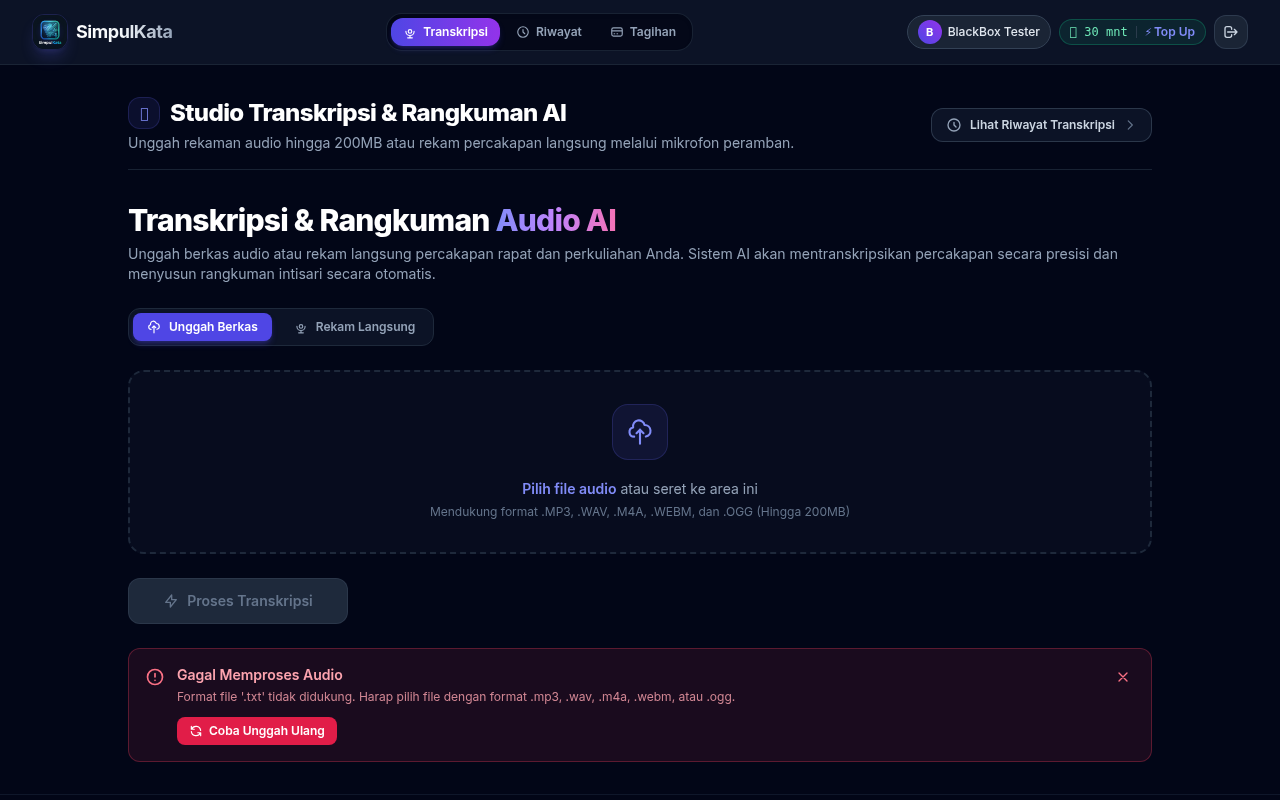 SimpulKata
Transkripsi
Riwayat
Tagihan
B
BlackBox Tester
30 mnt
Top Up
Studio Transkripsi & Rangkuman AI
Unggah rekaman audio hingga 200MB atau rekam percakapan langsung melalui mikrofon peramban.
Lihat Riwayat Transkripsi
Transkripsi & Rangkuman Audio AI
Unggah berkas audio atau rekam langsung percakapan rapat dan perkuliahan Anda. Sistem AI akan mentranskripsikan percakapan secara presisi dan
menyusun rangkuman intisari secara otomatis.
Unggah Berkas
Rekam Langsung
Pilih file audio atau seret ke area ini
Mendukung format .MP3, .WAV, .M4A, .WEBM, dan .OGG (Hingga 200MB)
Proses Transkripsi
Gagal Memproses Audio
Format file '.txt' tidak didukung. Harap pilih file dengan format .mp3, .wav, .m4a, .webm, atau .ogg.
Coba Unggah Ulang